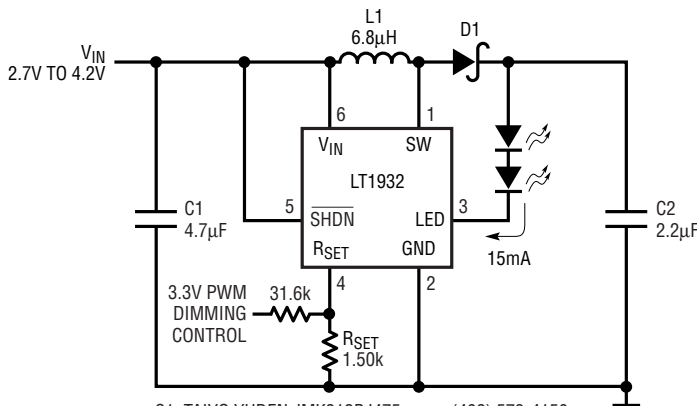 L1
6.8µH
D1
VIN
2.7V TO 4.2V
6
1
VIN
SW
LT1932
5
SHDN
LED
3
RSET
GND
4
2
C1
4.7µF
C2
2.2µF
15mA
3.3V PWM
DIMMING
CONTROL
31.6k
RSET
1.50k